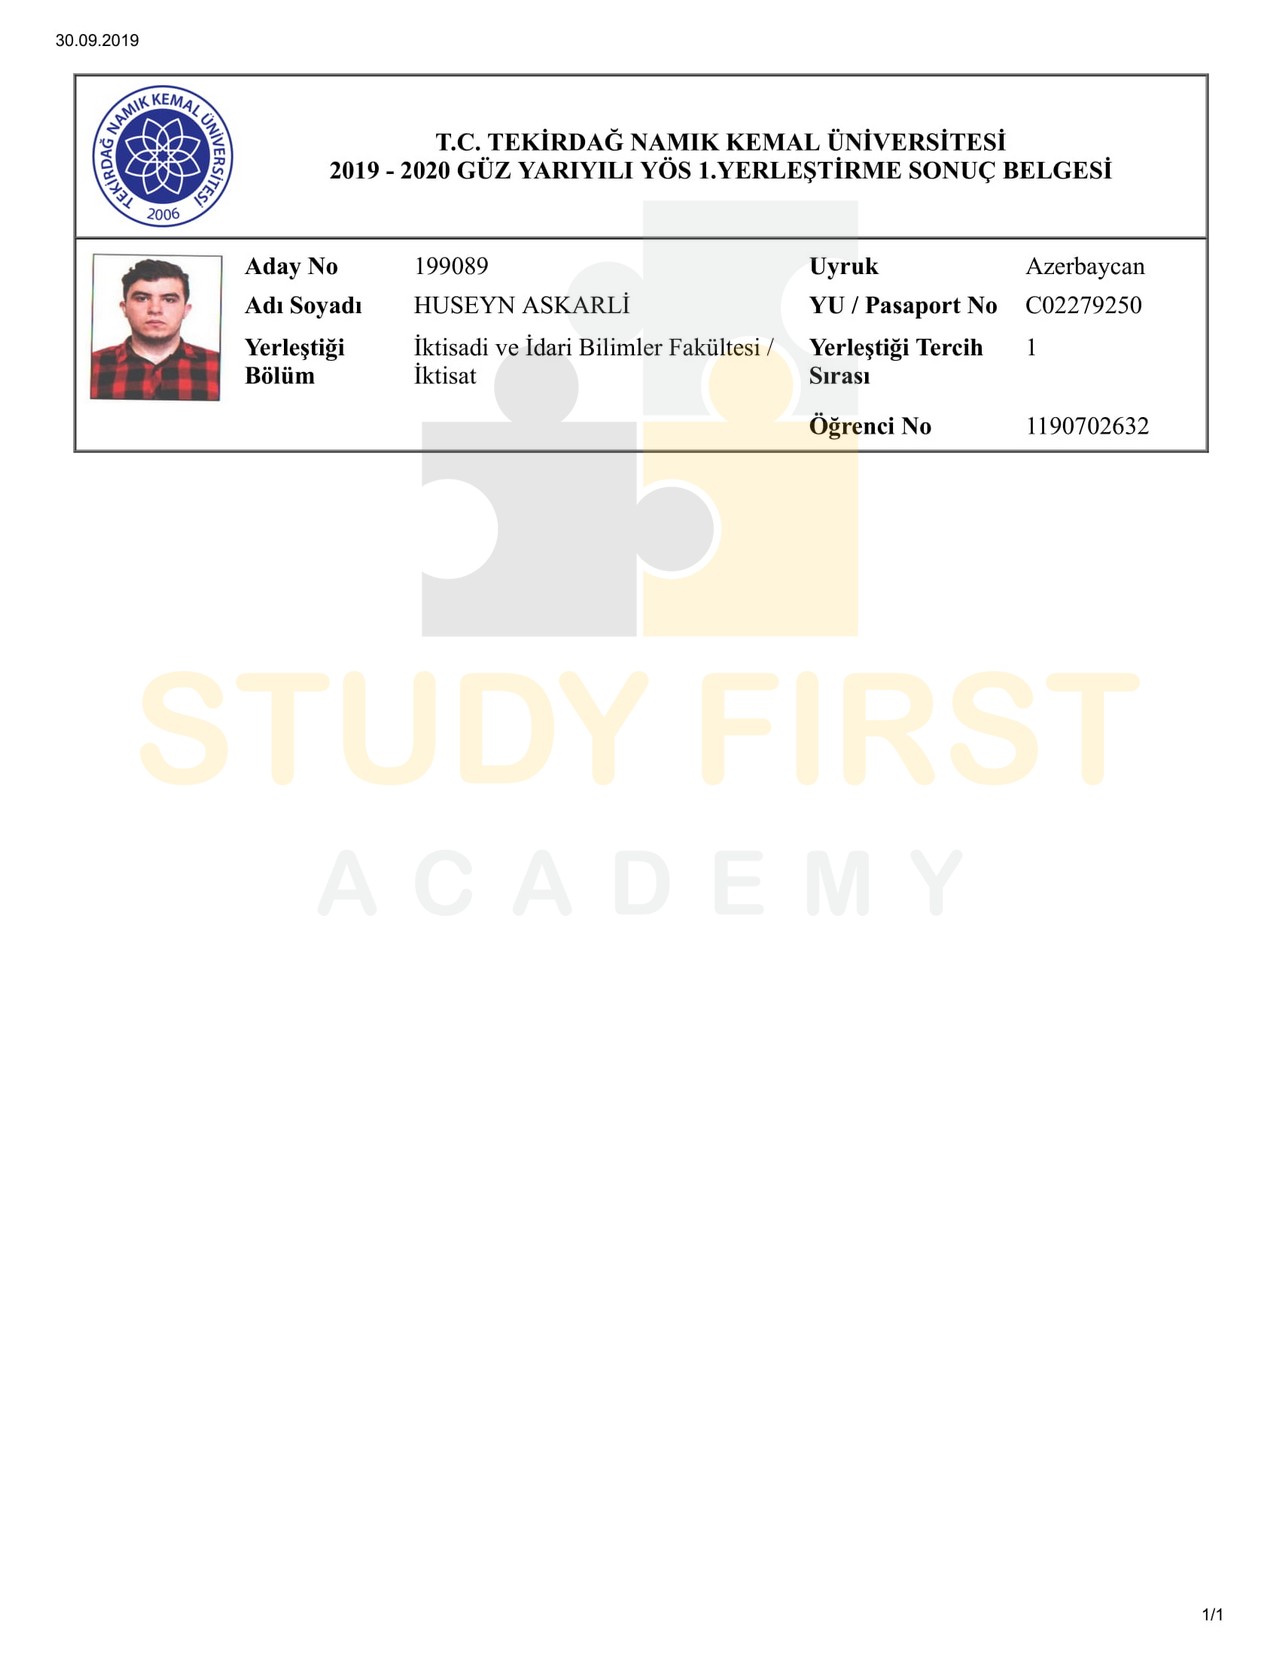 30.09.2019
TEKİRDAĞ NAMIK KEMAL ÜNİVERSİTESİ
2006
T.C. TEKİRDAĞ NAMIK KEMAL ÜNİVERSİTESİ
2019 - 2020 GÜZ YARIYILI YÖS 1.YERLEŞTİRME SONUÇ BELGESİ
Aday No 199089 Uyruk Azerbaycan
Adı Soyadı HUSEYN ASKARLİ YU / Pasaport No C02279250
Yerleştiği İktisadi ve İdari Bilimler Fakültesi / Yerleştiği Tercih 1
Bölüm İktisat Sırası
Öğrenci No 1190702632
STUDY FIRST
ACADEMY
1/1